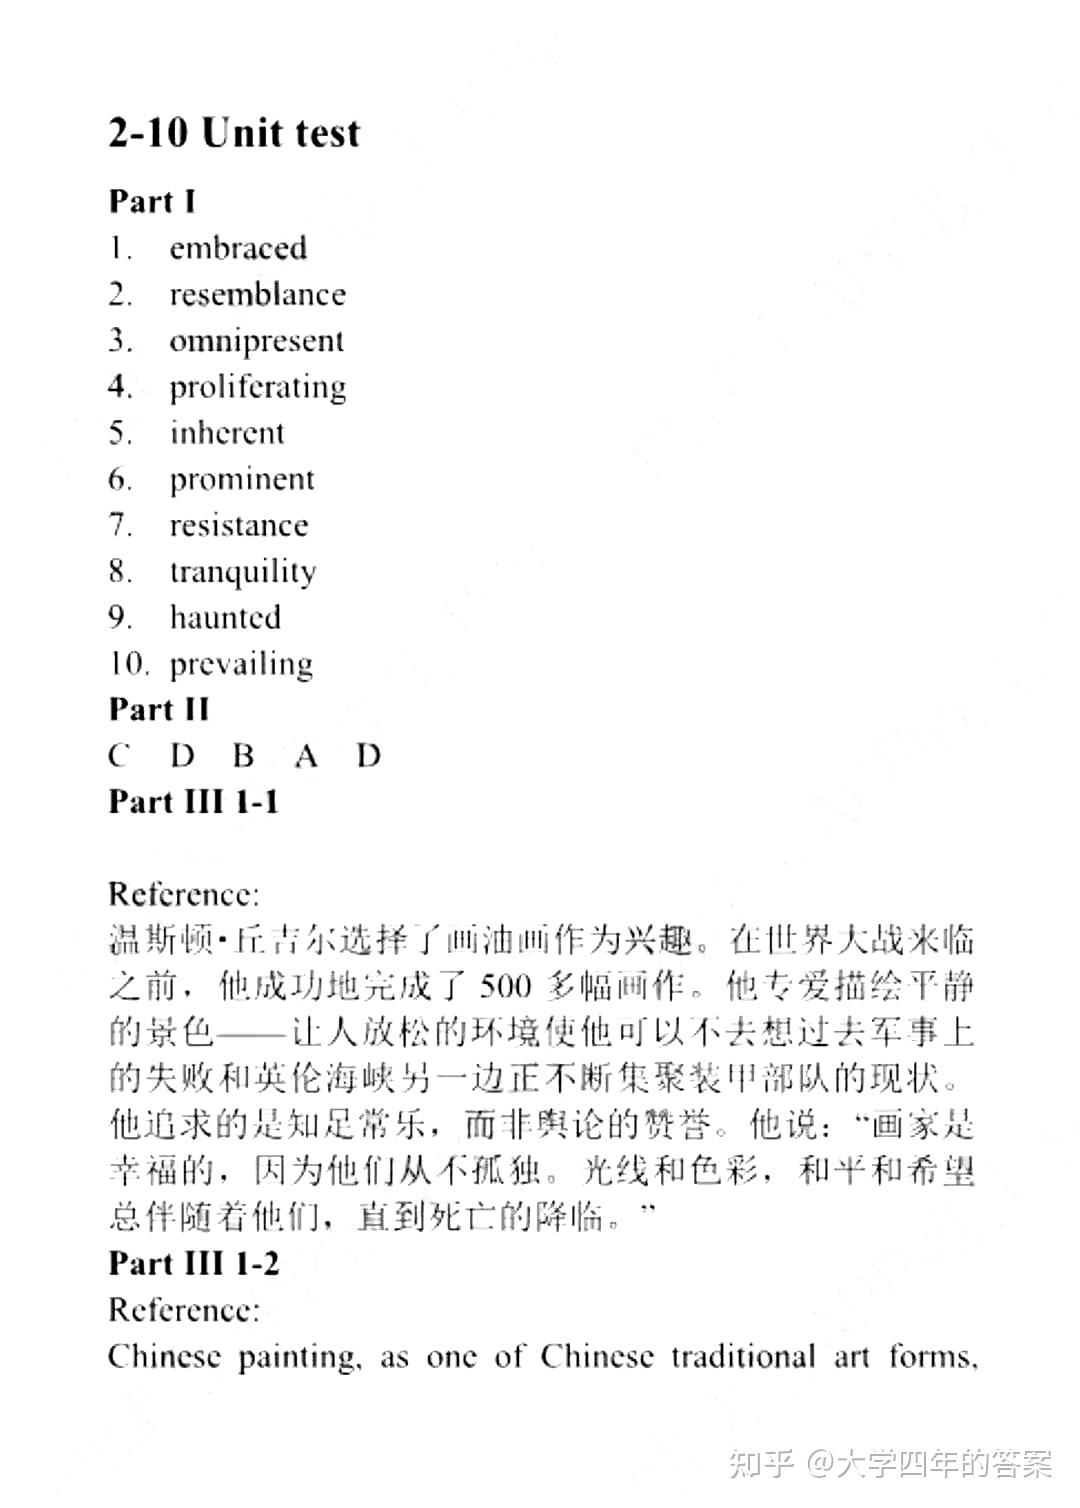 2-10 Unit test
Part I
1. embraced
2. resemblance
3. omnipresent
4. proliferating
5. inherent
6. prominent
7. resistance
8. tranquility
9. haunted
10. prevailing
Part II
C D B A D
Part III 1-1
Reference:
温斯顿·丘吉尔选择了画油画作为兴趣。在世界大战来临
之前，他成功地完成了 500 多幅画作。他专爱描绘平静
的景色——让人放松的环境使他可以不去想过去军事上
的失败和英伦海峡另一边正不断集聚装甲部队的现状。
他追求的是知足常乐，而非舆论的赞誉。他说：“画家是
幸福的，因为他们从不孤独。光线和色彩，和平和希望
总伴随着他们，直到死亡的降临。”
Part III 1-2
Reference:
Chinese painting, as one of Chinese traditional art forms,
知乎 @大学四年的答案